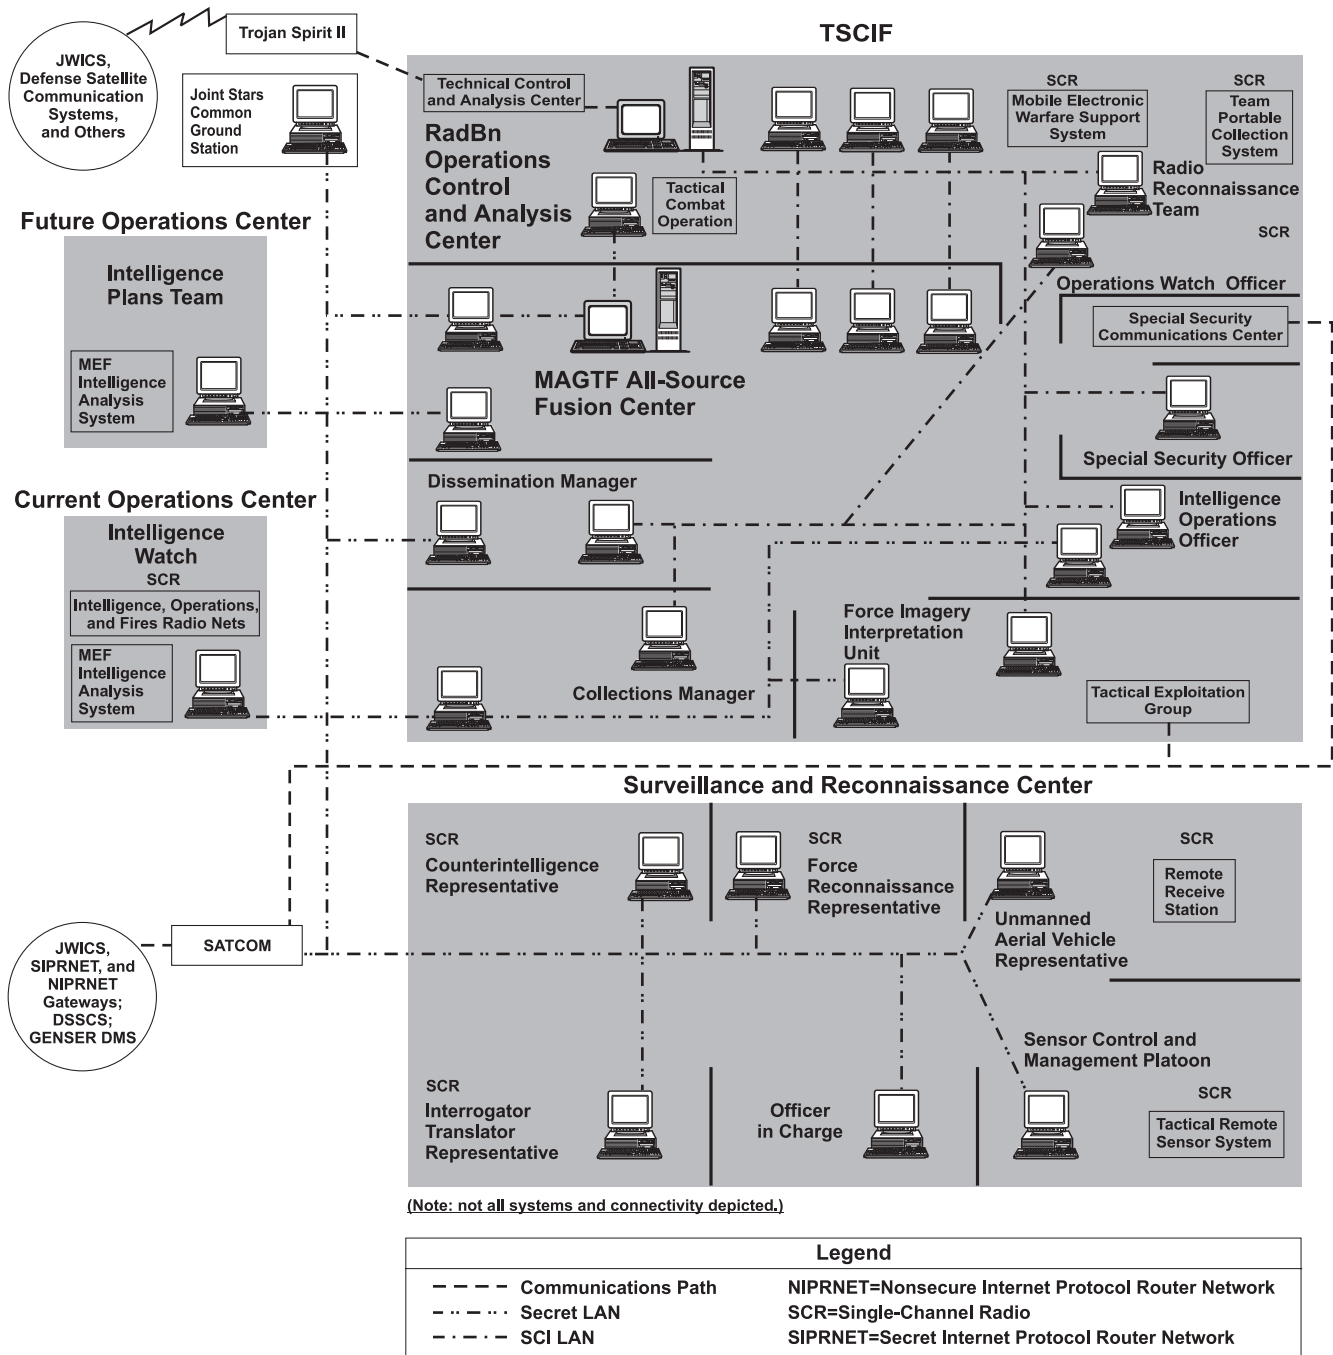 JWICS,
Defense Satellite
Communication
Systems,
and Others
Trojan Spirit II
Joint Stars
Common
Ground
Station
TSCIF
Technical Control
and Analysis Center
RadBn
Operations
Control
and Analysis
Center
Tactical
Combat
Operation
SCR
Mobile Electronic
Warfare Support
System
SCR
Team
Portable
Collection
System
Radio
Reconnaissance
Team
SCR
Operations Watch Officer
Special Security
Communications Center
Future Operations Center
Intelligence
Plans Team
MEF
Intelligence
Analysis
System
MAGTF All-Source
Fusion Center
Special Security Officer
Current Operations Center
Intelligence
Watch
SCR
Intelligence, Operations,
and Fires Radio Nets
MEF
Intelligence
Analysis
System
Dissemination Manager
Intelligence
Operations
Officer
Collections Manager
Force Imagery
Interpretation
Unit
Tactical Exploitation
Group
Surveillance and Reconnaissance Center
SCR
Counterintelligence
Representative
SCR
Force
Reconnaissance
Representative
SCR
Remote
Receive
Station
Unmanned
Aerial Vehicle
Representative
SATCOM
JWICS,
SIPRNET, and
NIPRNET
Gateways;
DSSCS;
GENSER DMS
SCR
Interrogator
Translator
Representative
Officer
in Charge
Sensor Control and
Management Platoon
SCR
Tactical Remote
Sensor System
(Note: not all systems and connectivity depicted.)
Legend
Communications Path NIPRNET=Nonsecure Internet Protocol Router Network
Secret LAN SCR=Single-Channel Radio
SCI LAN SIPRNET=Secret Internet Protocol Router Network